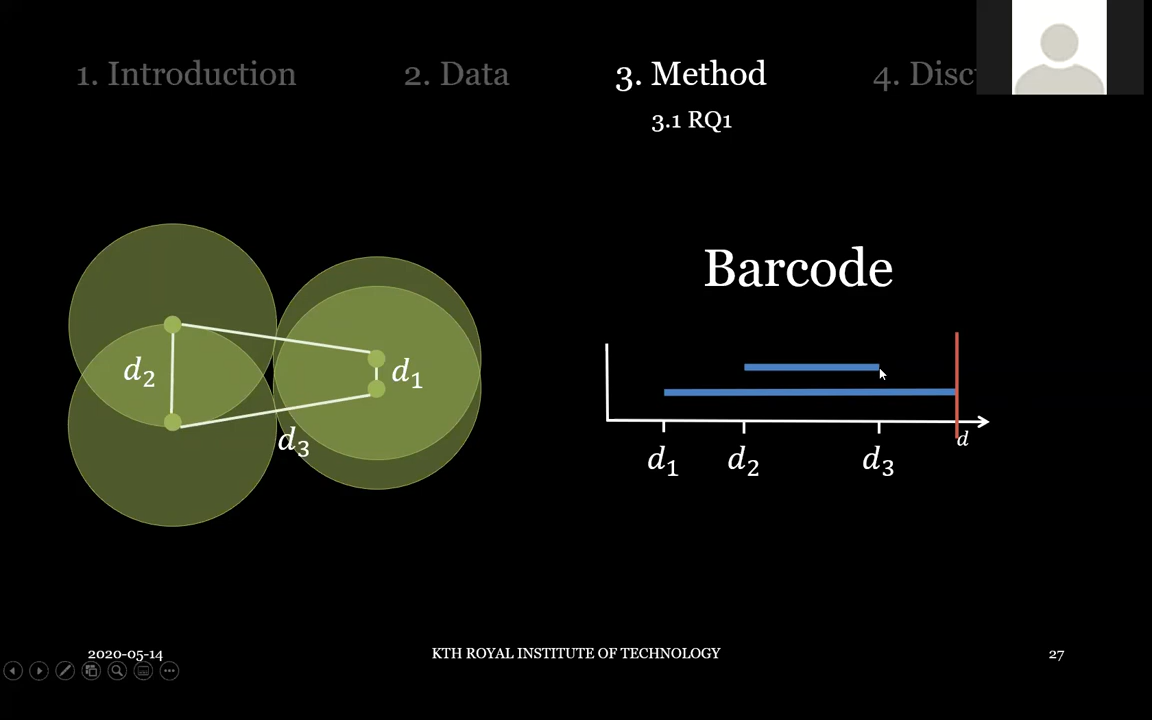 1. Introduction
2. Data
3. Method
4. Disc
3.1 RQ1
Barcode
d₂
d₁
d₃
d
d₁
d₂
d₃
2020-05-14
KTH ROYAL INSTITUTE OF TECHNOLOGY
27